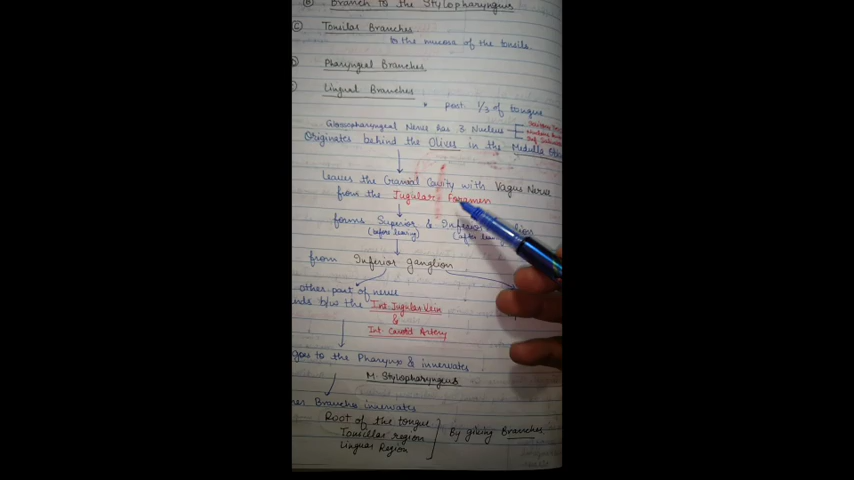 Branch to the Stylopharyngeus
C Tonsilar Branches
to the mucosa of the tonsils
Pharyngeal Branches
Lingual Branches
• post. 1/3 of tongue
Glossopharyngeal Nerve has 3 Nucleus
Originates behind the Olives in the Medulla
Leaves the Cranial Cavity with Vagus Nerve
from the Jugular Foramen
forms Superior & Inferior
(before leaving) (after
from Inferior ganglion
other part of nerve
b/w the Int Jugular Vein
&
Int Carotid Artery
goes to the Pharynx & innervates
M. Stylopharyngeus
Branches innervates
Root of the tongue
Tonsillar region
Lingual Region
By giving Branches